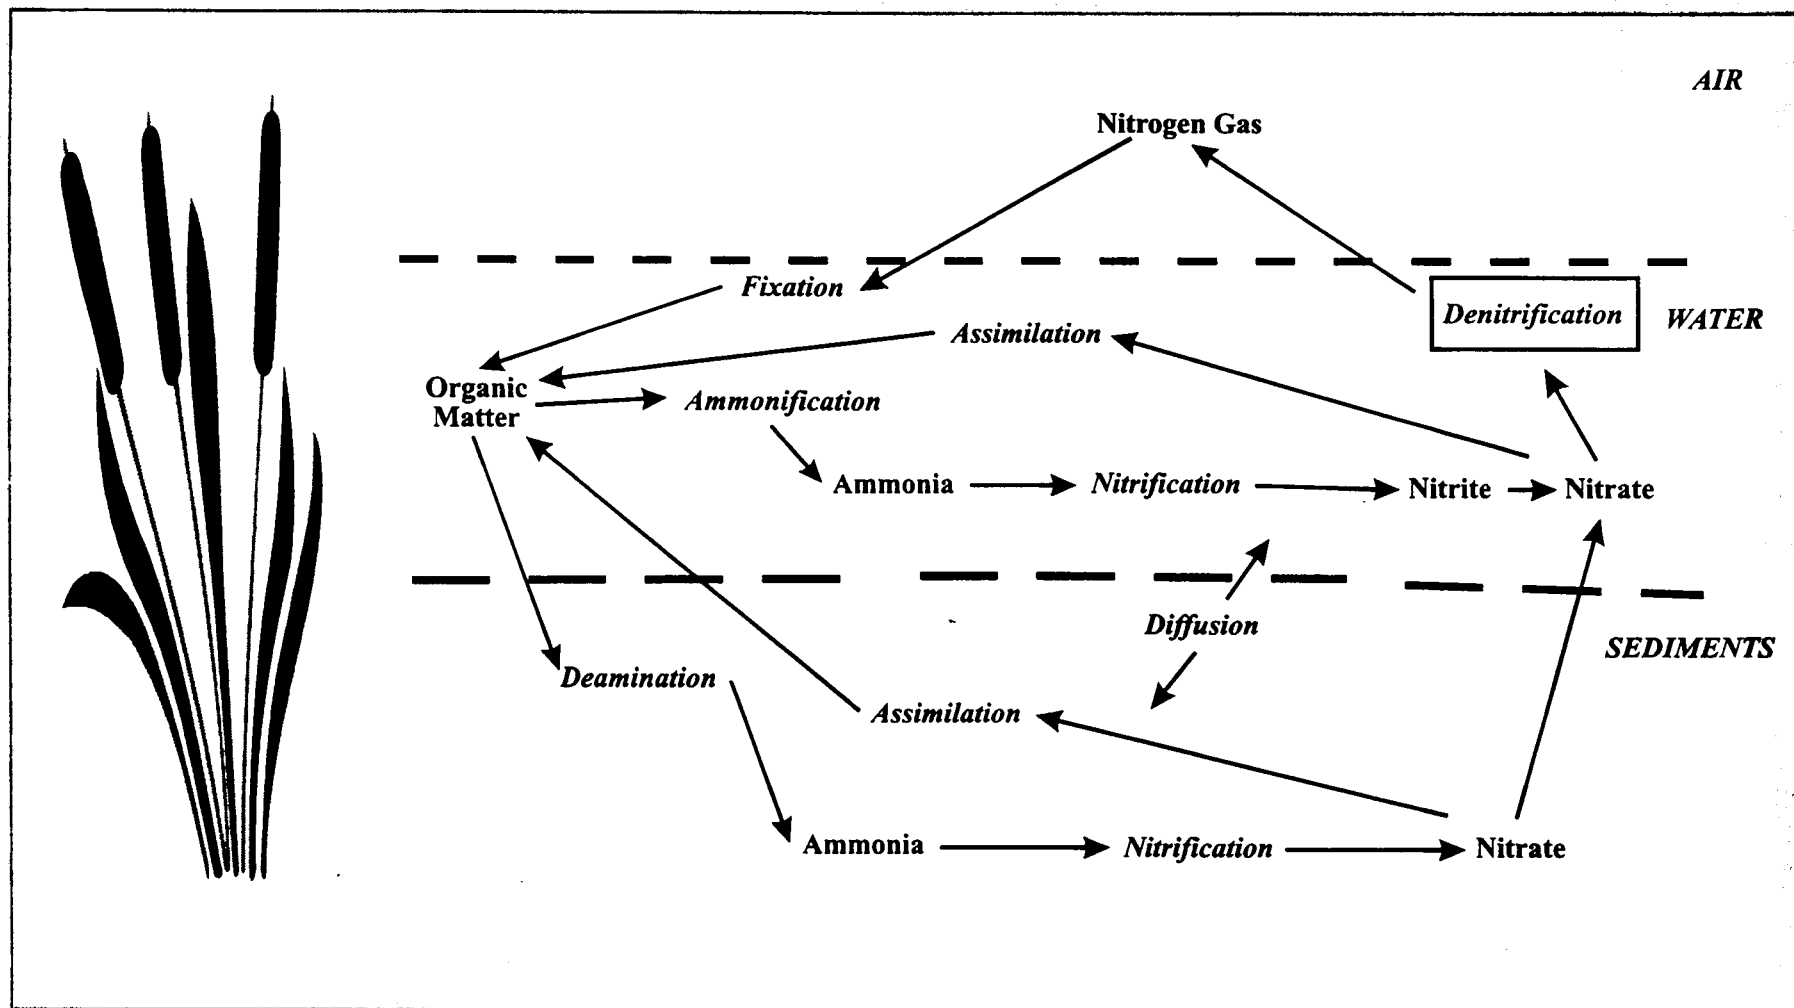 AIR
Nitrogen Gas
Fixation
Denitrification
WATER
Assimilation
Organic
Matter
Ammonification
Ammonia
Nitrification
Nitrite
Nitrate
Diffusion
SEDIMENTS
Deamination
Assimilation
Ammonia
Nitrification
Nitrate